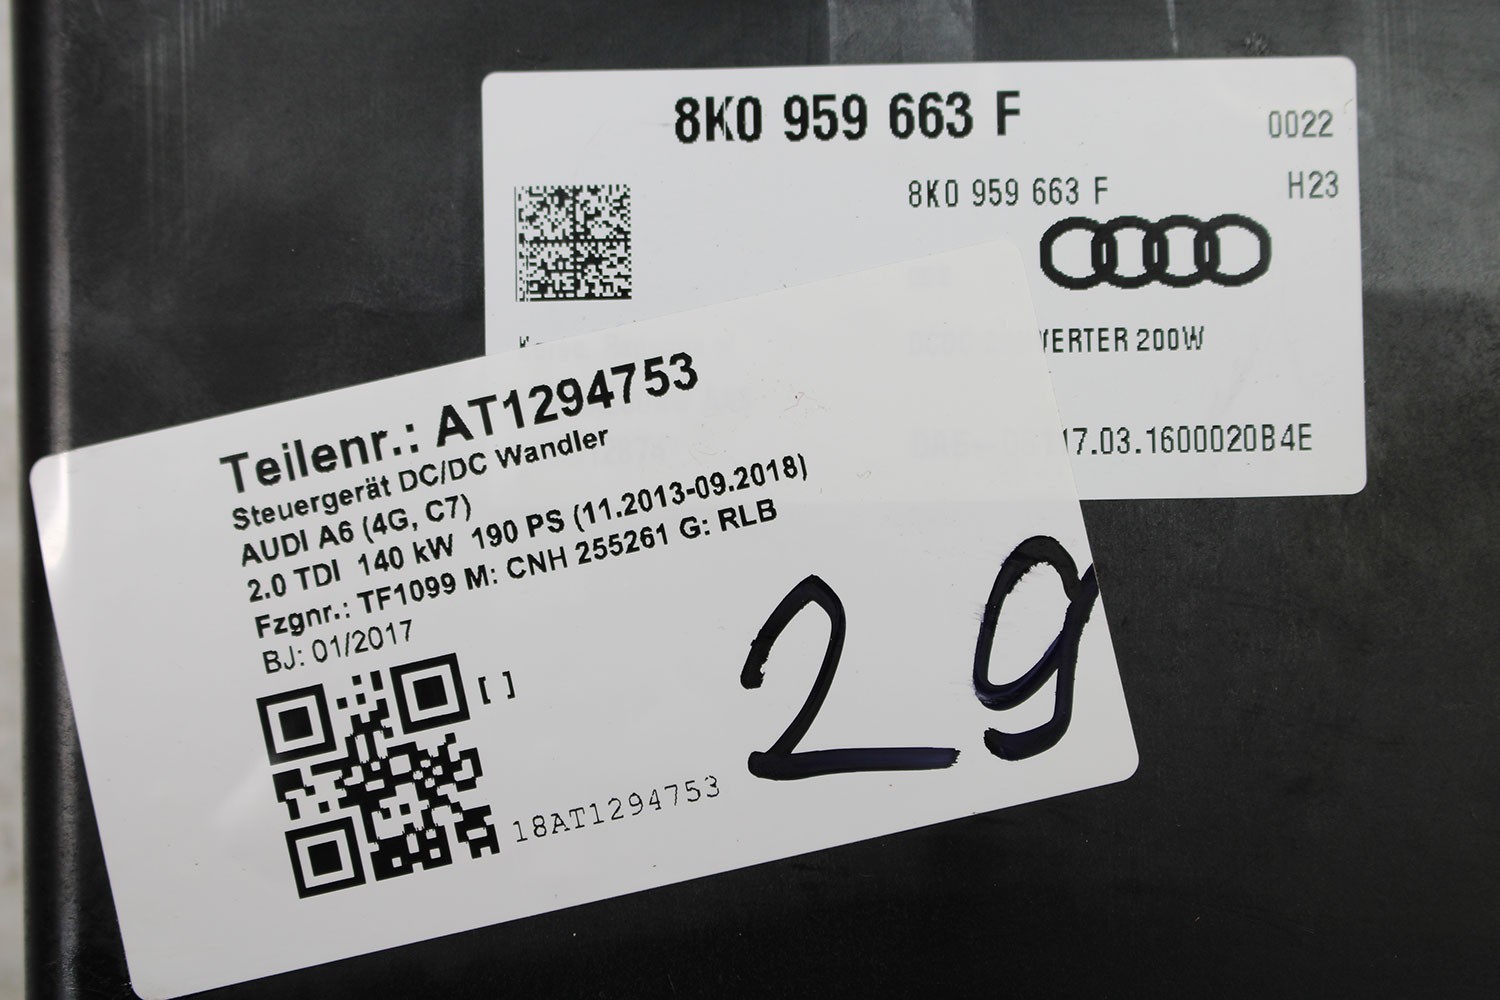 8K0 959 663 F
0022
8K0 959 663 F
H23
VERTER 200W
17.03.1600020B4E
Teilenr.: AT1294753
Steuergerät DC/DC Wandler
AUDI A6 (4G, C7)
2.0 TDI 140 kW 190 PS (11.2013-09.2018)
Fzgnr.: TF1099 M: CNH 255261 G: RLB
BJ: 01/2017
[ ]
18AT1294753
29